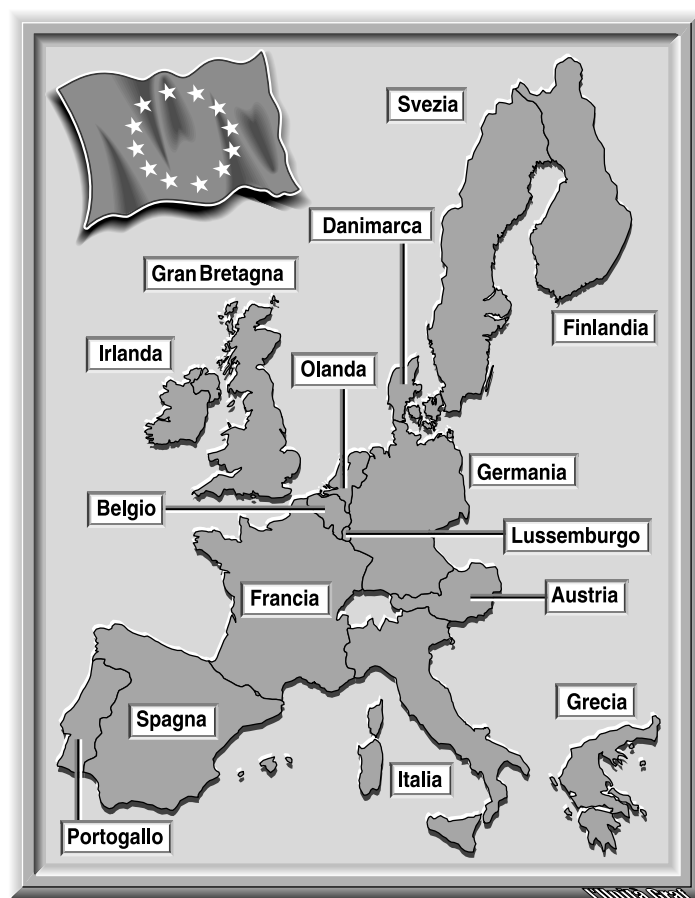 Svezia
Danimarca
Gran Bretagna
Finlandia
Irlanda
Olanda
Germania
Belgio
Lussemburgo
Francia
Austria
Grecia
Spagna
Italia
Portogallo